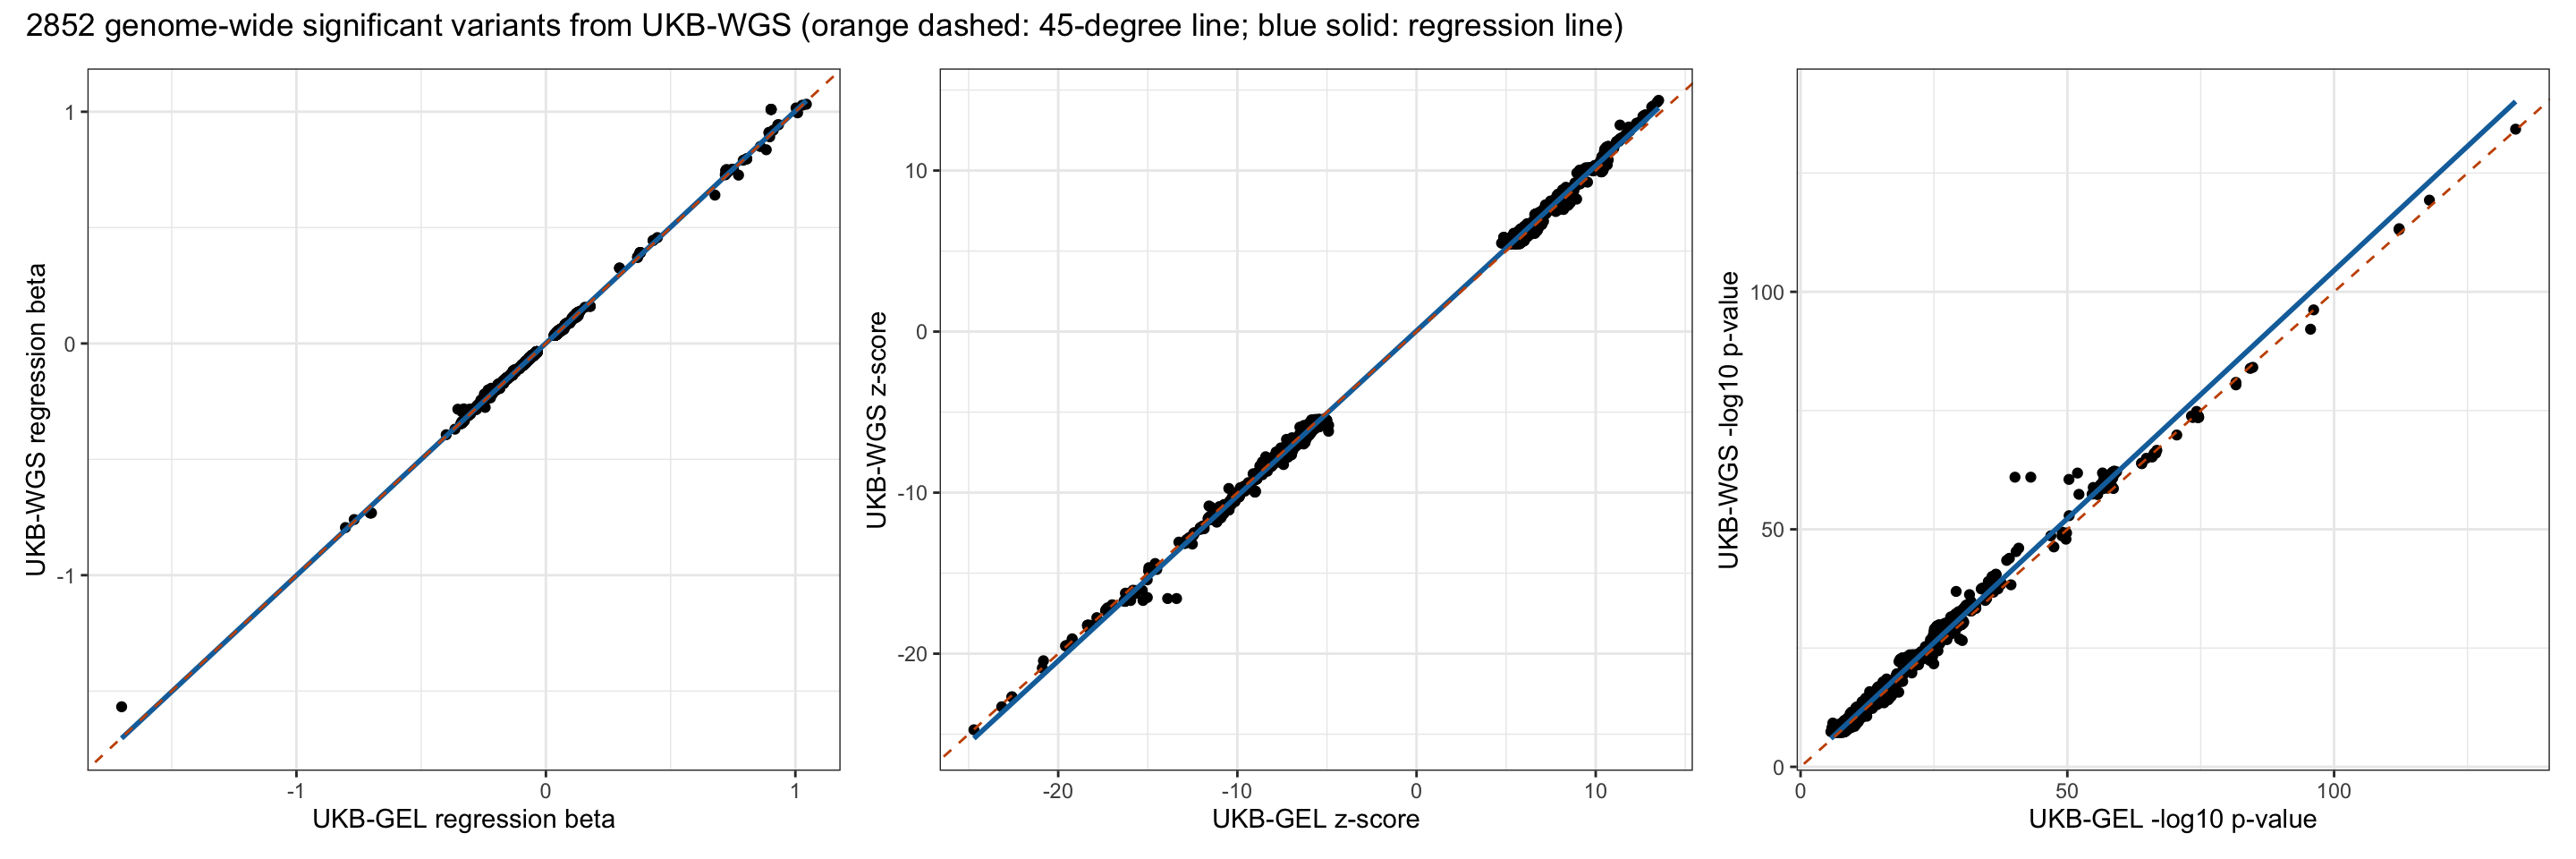 2852 genome-wide significant variants from UKB-WGS (orange dashed: 45-degree line; blue solid: regression line)
UKB-WGS regression beta
1
0
-1
-1
0
1
UKB-GEL regression beta
UKB-WGS z-score
10
0
-10
-20
-20
-10
0
10
UKB-GEL z-score
UKB-WGS -log10 p-value
100
50
0
0
50
100
UKB-GEL -log10 p-value